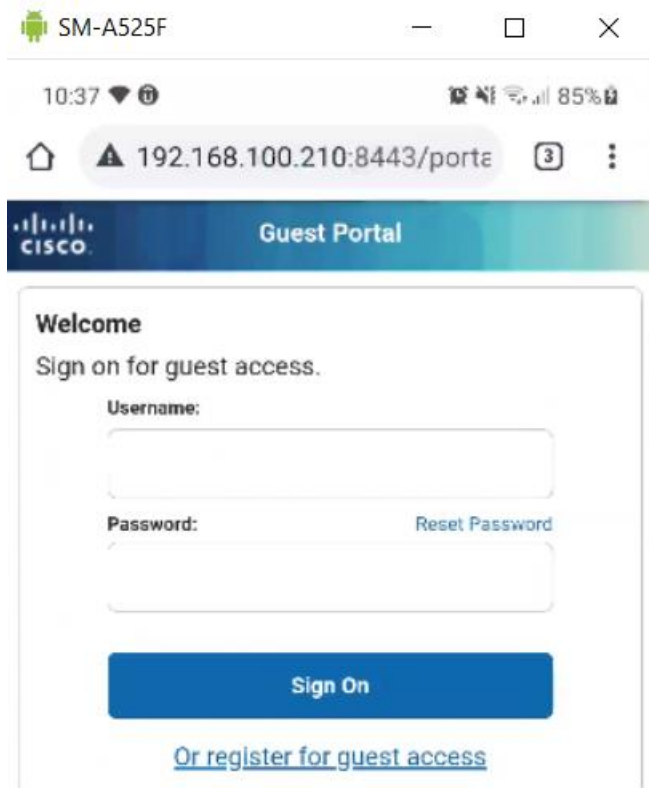 SM-A525F
10:37 85%
192.168.100.210:8443/porta 3
CISCO Guest Portal
Welcome
Sign on for guest access.
Username:
Password: Reset Password
Sign On
Or register for guest access